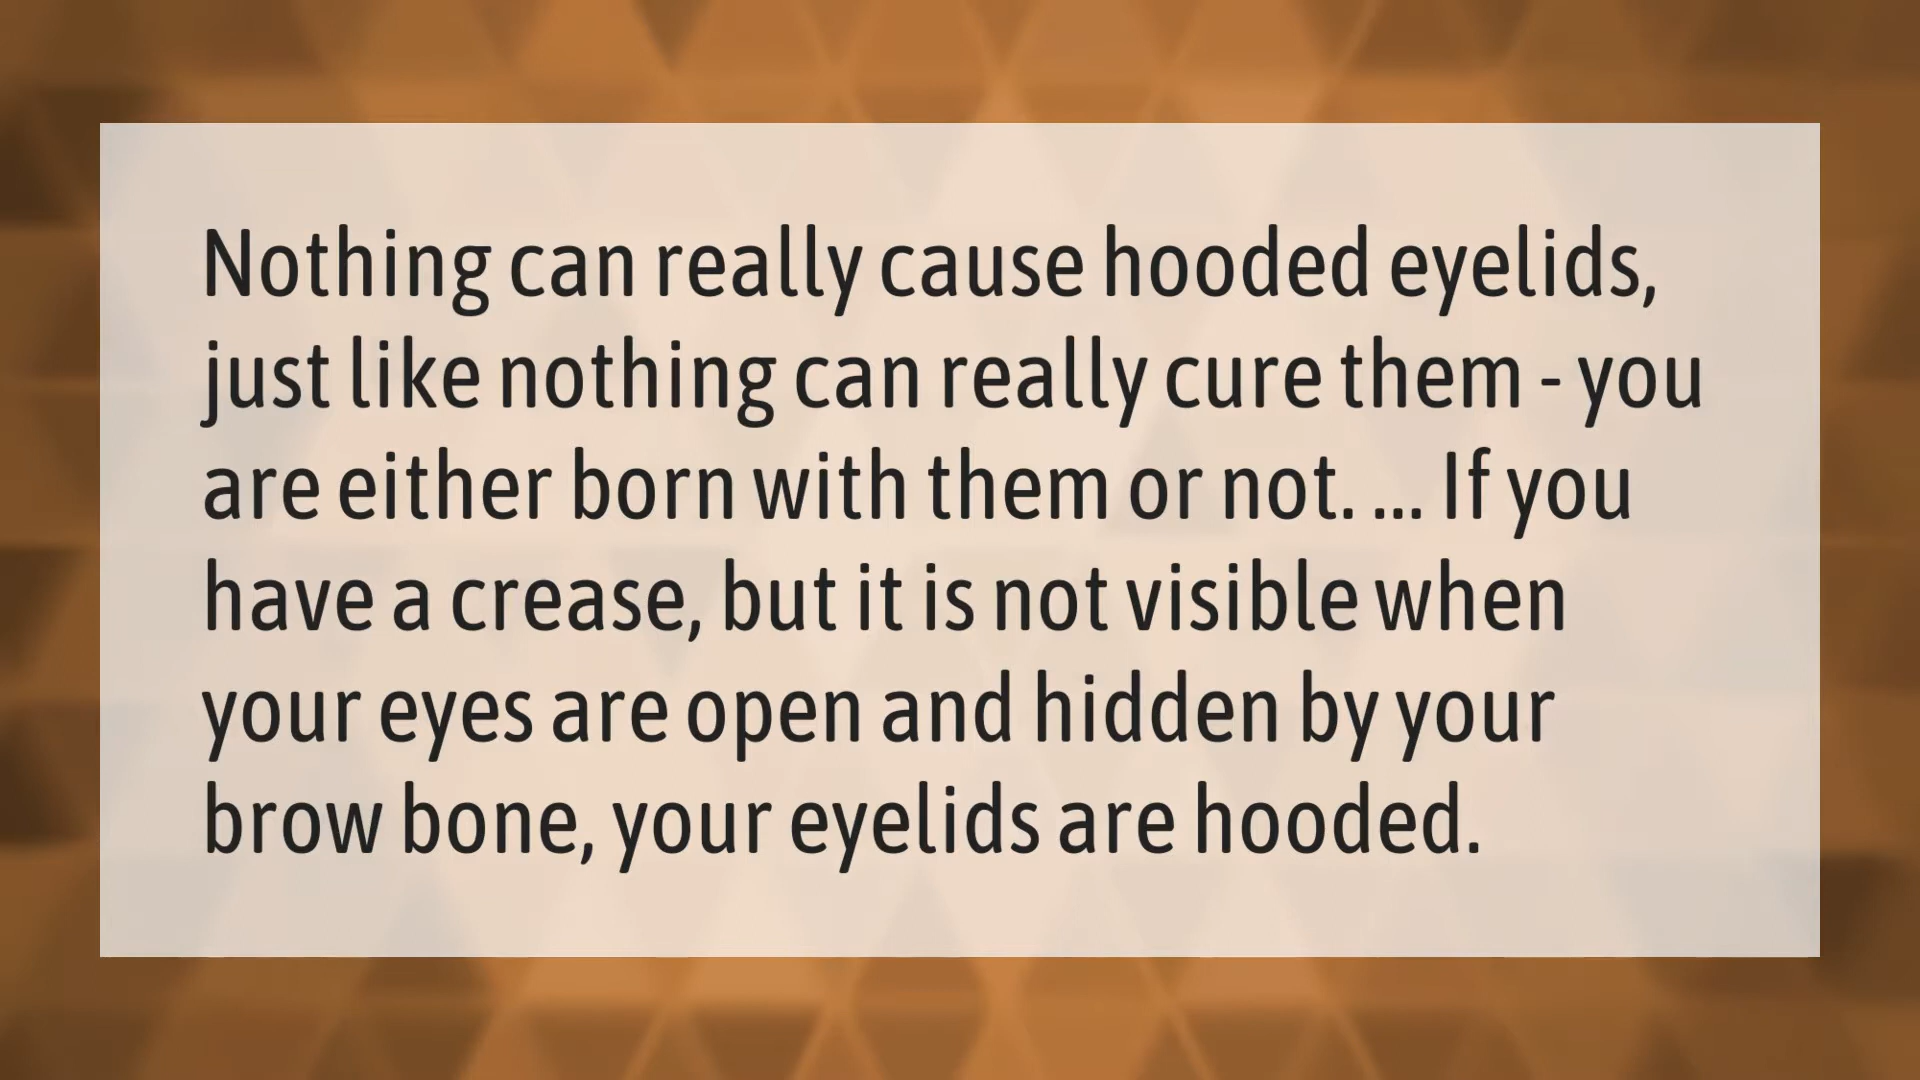 Nothing can really cause hooded eyelids,
just like nothing can really cure them - you
are either born with them or not. ... If you
have a crease, but it is not visible when
your eyes are open and hidden by your
brow bone, your eyelids are hooded.